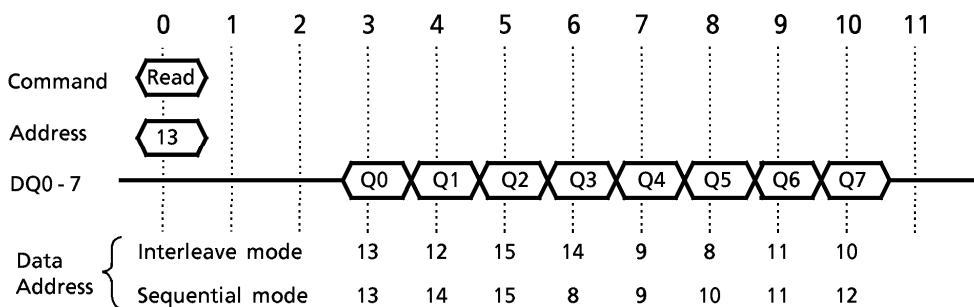 0 1 2 3 4 5 6 7 8 9 10 11
Command Read
Address 13
DQ0 - 7 Q0 Q1 Q2 Q3 Q4 Q5 Q6 Q7
Data Address
Interleave mode 13 12 15 14 9 8 11 10
Sequential mode 13 14 15 8 9 10 11 12